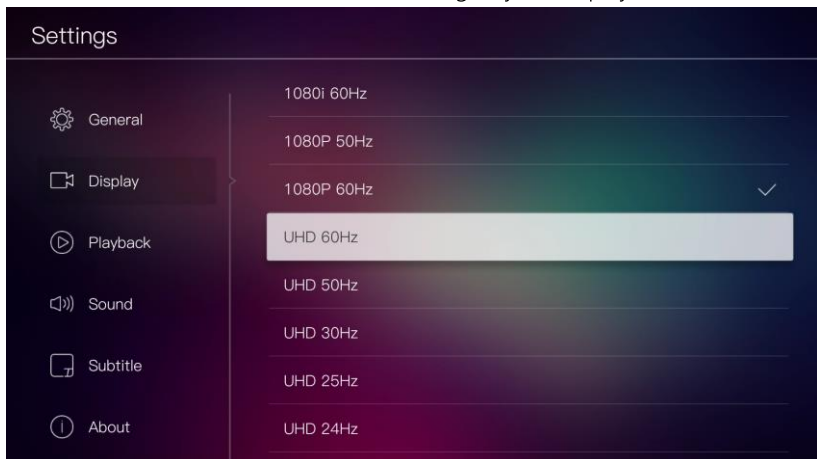 Settings
General
Display
Playback
Sound
Subtitle
About
1080i 60Hz
1080P 50Hz
1080P 60Hz
UHD 60Hz
UHD 50Hz
UHD 30Hz
UHD 25Hz
UHD 24Hz